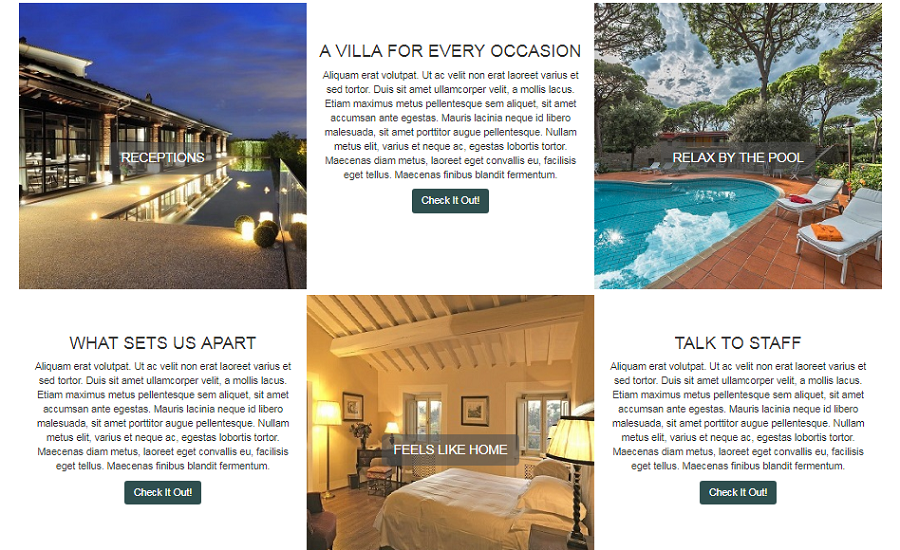 RECEPTIONS
A VILLA FOR EVERY OCCASION
Aliquam erat volutpat. Ut ac velit non erat laoreet varius et
sed tortor. Duis sit amet ullamcorper velit, a mollis lacus.
Etiam maximus metus pellentesque sem aliquet, sit amet
accumsan ante egestas. Mauris lacinia neque id libero
malesuada, sit amet porttitor augue pellentesque. Nullam
metus elit, varius et neque ac, egestas lobortis tortor.
Maecenas diam metus, laoreet eget convallis eu, facilisis
eget tellus. Maecenas finibus blandit fermentum.
Check It Out!
RELAX BY THE POOL
WHAT SETS US APART
Aliquam erat volutpat. Ut ac velit non erat laoreet varius et
sed tortor. Duis sit amet ullamcorper velit, a mollis lacus.
Etiam maximus metus pellentesque sem aliquet, sit amet
accumsan ante egestas. Mauris lacinia neque id libero
malesuada, sit amet porttitor augue pellentesque. Nullam
metus elit, varius et neque ac, egestas lobortis tortor.
Maecenas diam metus, laoreet eget convallis eu, facilisis
eget tellus. Maecenas finibus blandit fermentum.
Check It Out!
FEELS LIKE HOME
TALK TO STAFF
Aliquam erat volutpat. Ut ac velit non erat laoreet varius et
sed tortor. Duis sit amet ullamcorper velit, a mollis lacus.
Etiam maximus metus pellentesque sem aliquet, sit amet
accumsan ante egestas. Mauris lacinia neque id libero
malesuada, sit amet porttitor augue pellentesque. Nullam
metus elit, varius et neque ac, egestas lobortis tortor.
Maecenas diam metus, laoreet eget convallis eu, facilisis
eget tellus. Maecenas finibus blandit fermentum.
Check It Out!